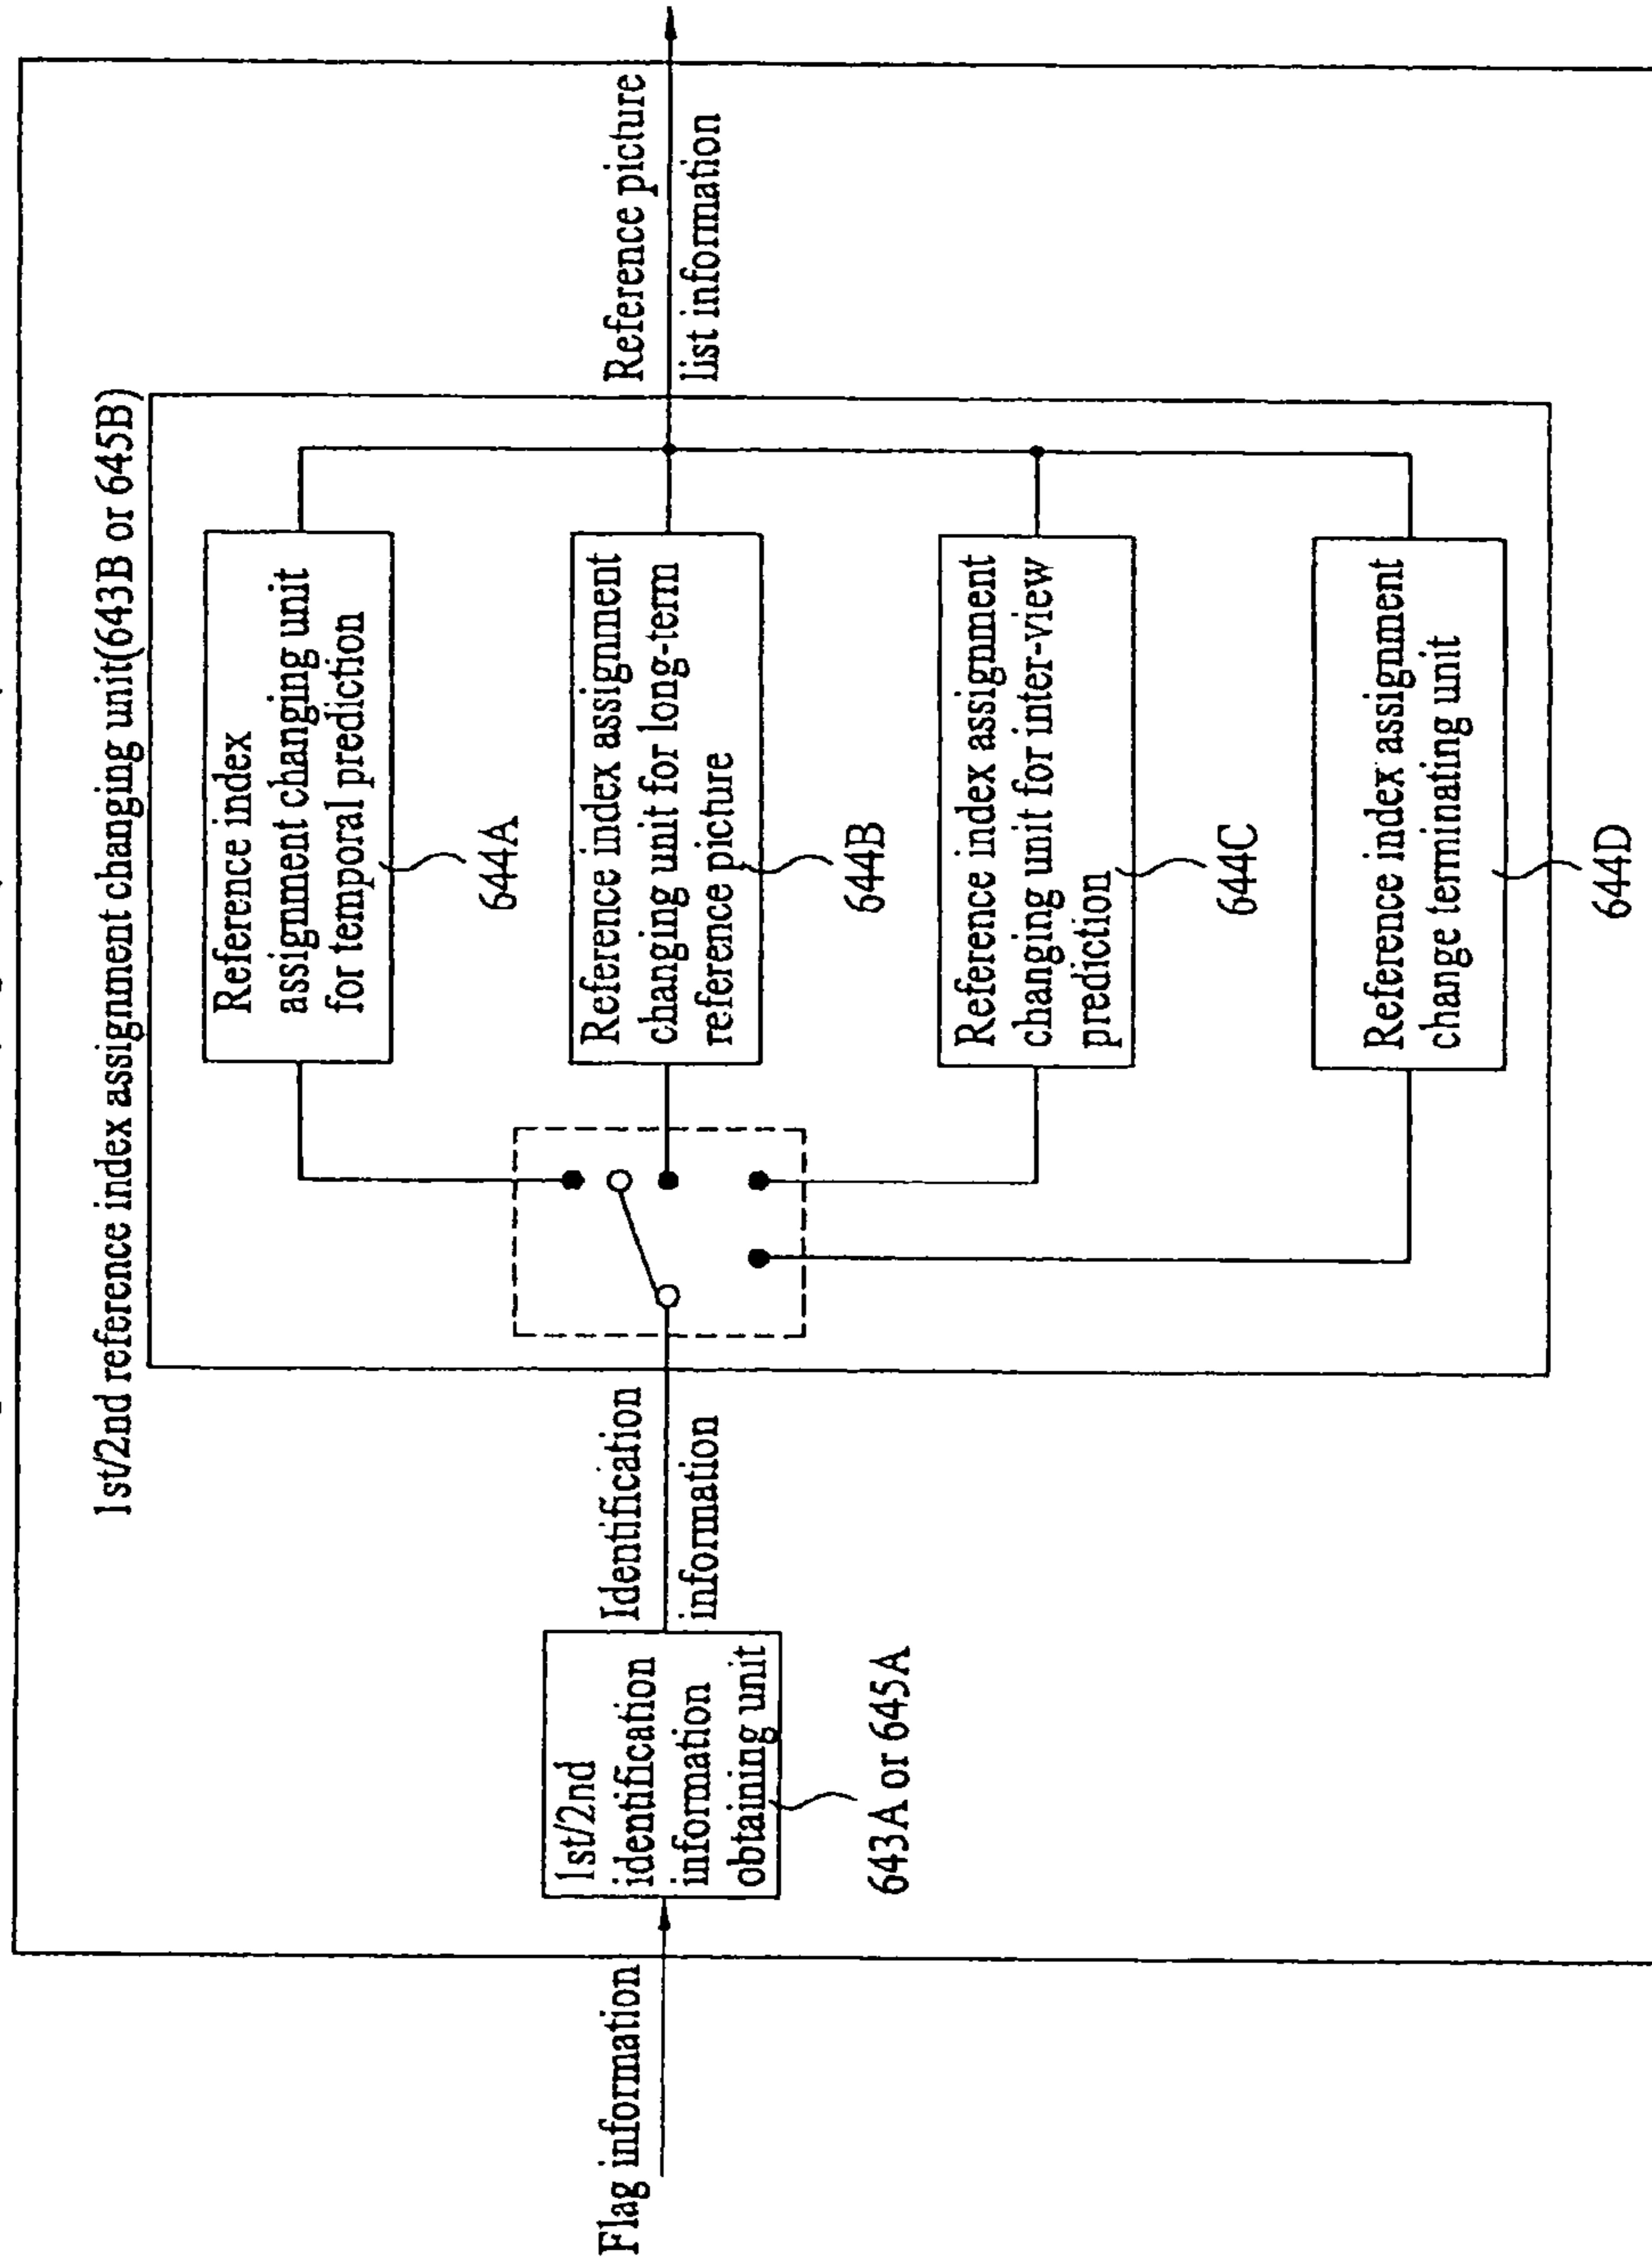 1st/2nd reference index assignment changing unit(643B or 645B)
Flag information
1st/2nd
identification
information
obtaining unit
643A or 645A
Identification
information
Reference index
assignment changing unit
for temporal prediction
644A
Reference index assignment
changing unit for long-term
reference picture
644B
Reference index assignment
changing unit for inter-view
prediction
644C
Reference index assignment
change terminating unit
644D
Reference picture
list information